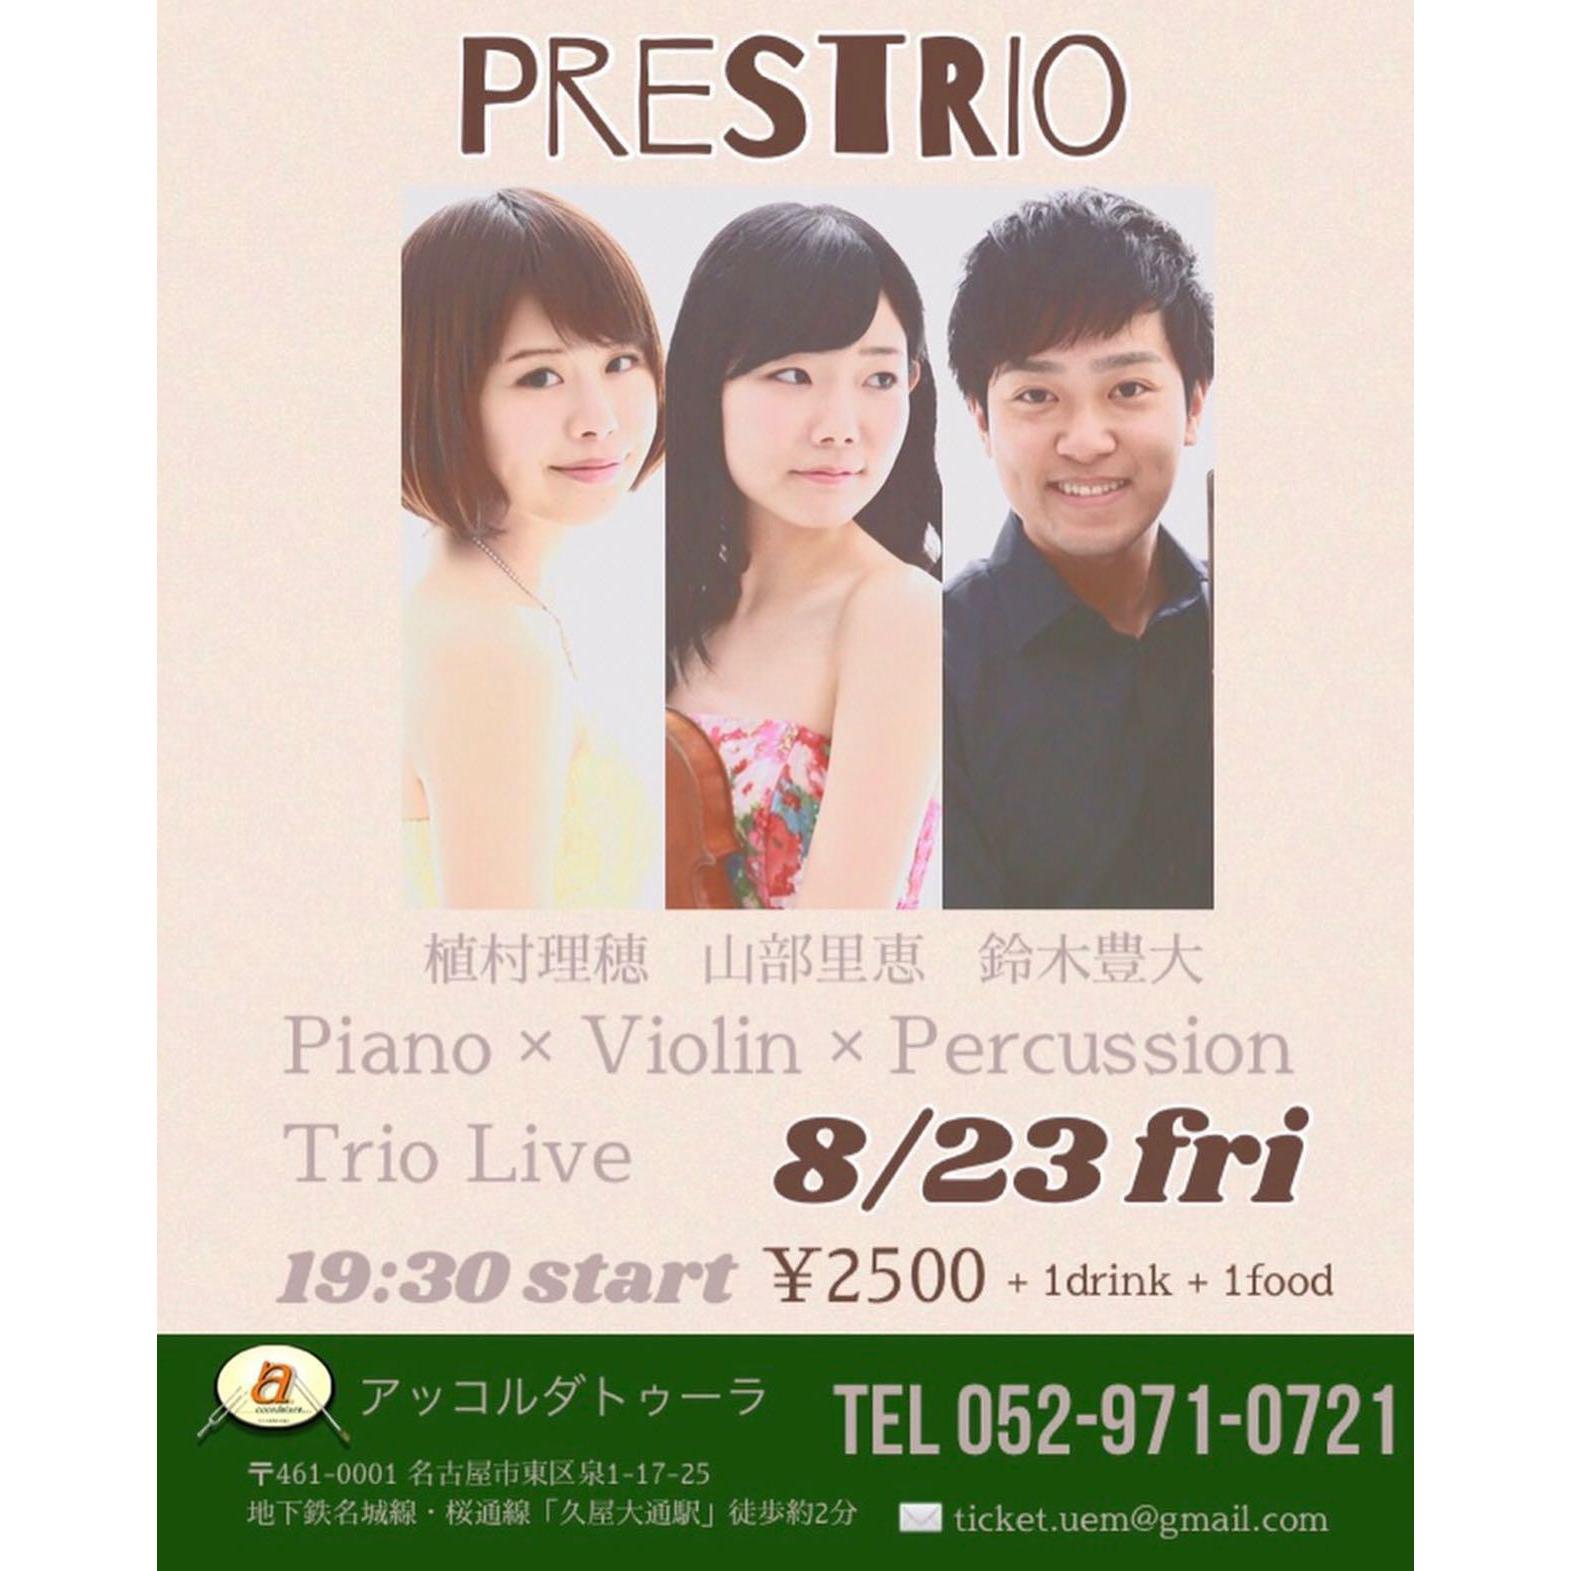 PRESTRIO
植村理穂 山部里恵 鈴木豊大
Piano × Violin × Percussion
Trio Live
8/23 fri
19:30 start
¥2500 + 1drink + 1food
a
アッコルダトゥーラ
TEL 052-971-0721
〒461-0001 名古屋市東区泉1-17-25
地下鉄名城線・桜通線「久屋大通駅」徒歩約2分
ticket.uem@gmail.com